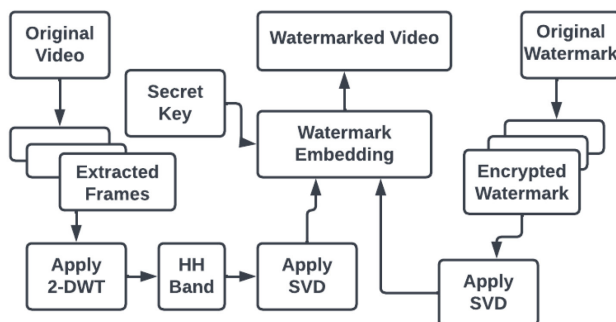 Original
Video
Watermarked Video
Original
Watermark
Secret
Key
Watermark
Embedding
Extracted
Frames
Encrypted
Watermark
Apply
2-DWT
HH
Band
Apply
SVD
Apply
SVD